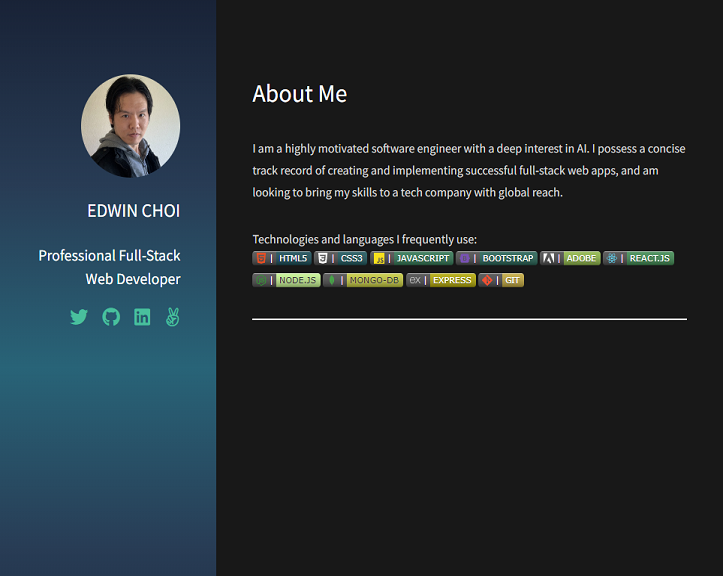 EDWIN CHOI
Professional Full-Stack
Web Developer
About Me
I am a highly motivated software engineer with a deep interest in AI. I possess a concise
track record of creating and implementing successful full-stack web apps, and am
looking to bring my skills to a tech company with global reach.
Technologies and languages I frequently use:
HTML5 CSS3 JS JAVASCRIPT BOOTSTRAP ADOBE REACT.JS
NODE.JS MONGO-DB ex EXPRESS GIT